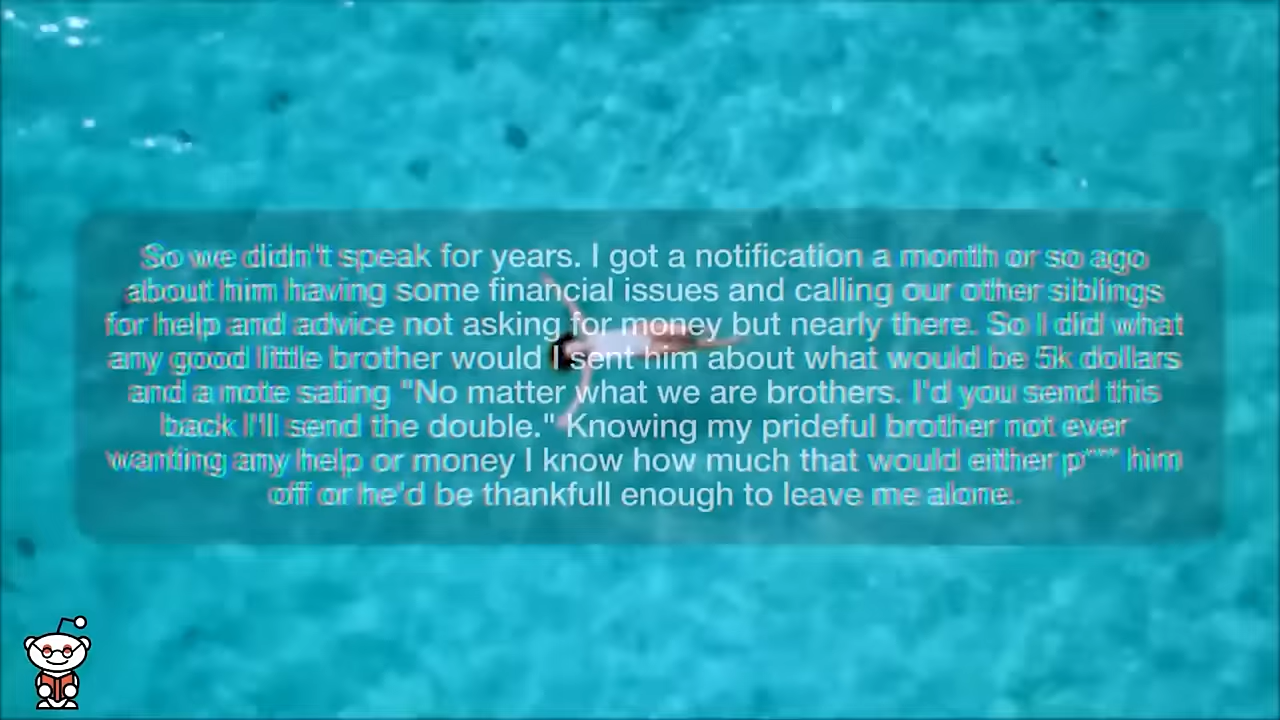 So we didn't speak for years. I got a notification a month or so ago
about him having some financial issues and calling our other siblings
for help and advice not asking for money but nearly there. So I did what
any good little brother would I sent him about what would be 5k dollars
and a note sating "No matter what we are brothers. I'd you send this
back I'll send the double." Knowing my prideful brother not ever
wanting any help or money I know how much that would either p*** him
off or he'd be thankfull enough to leave me alone.